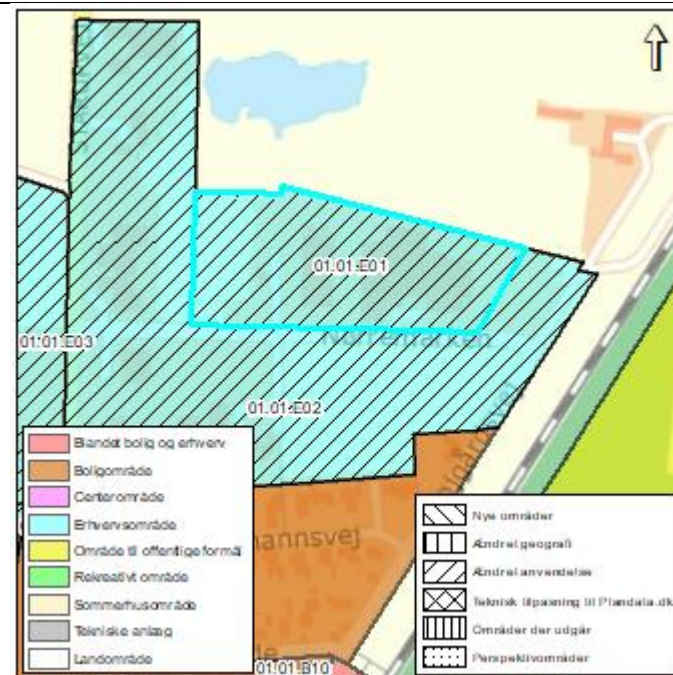 01.01.E01
01.01.E03
Nørremarken
01.01.E02
Blandet bolig og erhverv
Boligområde
Centerområde
Erhvervsområde
Område til offentlige formål
Rekreativt område
Sommerhusområde
Tekniske anlæg
Landområde
Nye områder
Ændret geografi
Ændret anvendelse
Teknisk tilpasning til Plandata.dk
Områder der udgår
Perspektivområder
mannsvej
01.01.B10